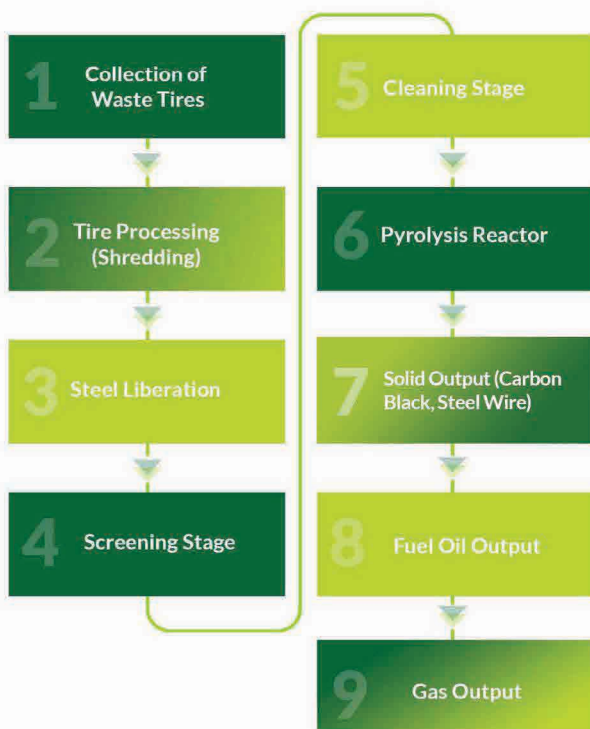 1
Collection of
Waste Tires
2
Tire Processing
(Shredding)
3
Steel Liberation
4
Screening Stage
5
Cleaning Stage
6
Pyrolysis Reactor
7
Solid Output (Carbon
Black, Steel Wire)
8
Fuel Oil Output
9
Gas Output